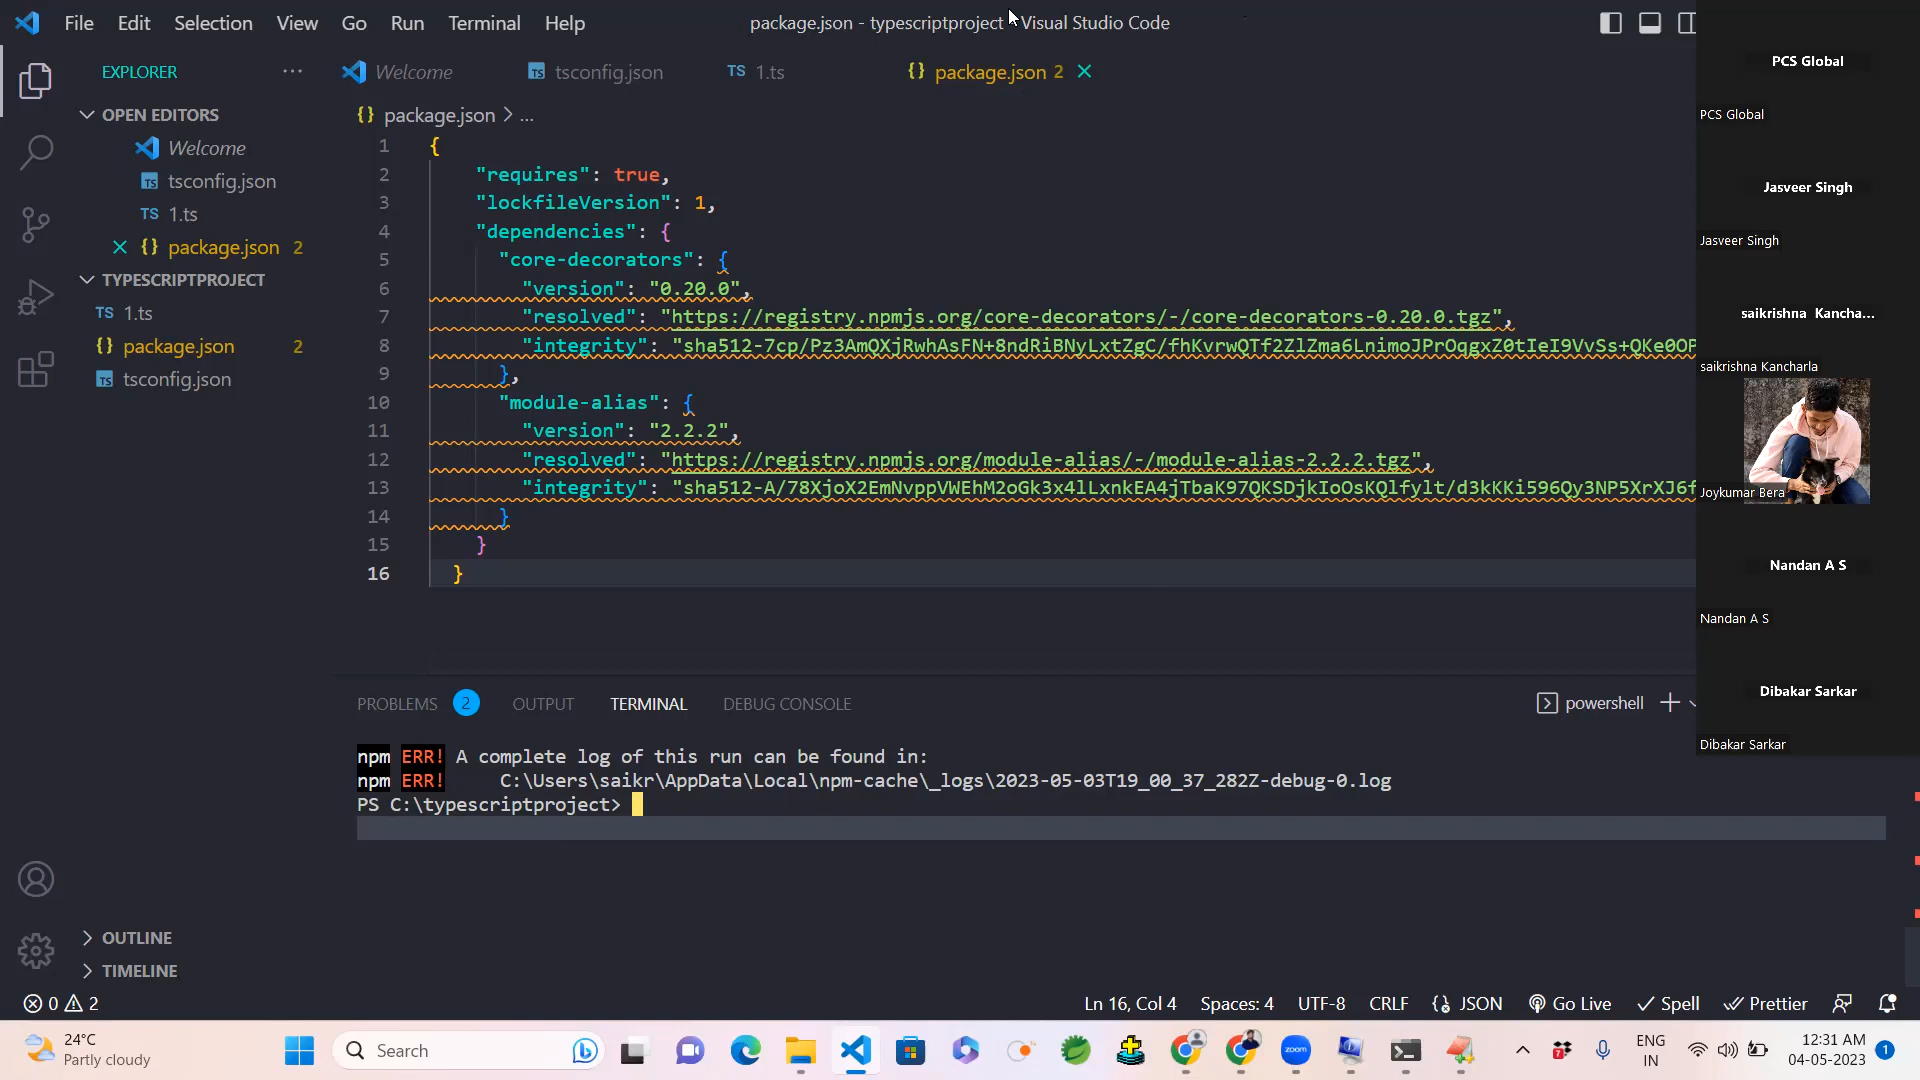 File Edit Selection View Go Run Terminal Help
package.json - typescriptproject - Visual Studio Code
EXPLORER
OPEN EDITORS
Welcome
TS tsconfig.json
TS 1.ts
{} package.json 2
TYPESCRIPTPROJECT
TS 1.ts
{} package.json 2
TS tsconfig.json
OUTLINE
TIMELINE
Welcome TS tsconfig.json TS 1.ts {} package.json 2
{} package.json > ...
1 {
2 "requires": true,
3 "lockfileVersion": 1,
4 "dependencies": {
5 "core-decorators": {
6 "version": "0.20.0",
7 "resolved": "https://registry.npmjs.org/core-decorators/-/core-decorators-0.20.0.tgz",
8 "integrity": "sha512-7cp/Pz3AmQXjRwhAsFN+8ndRiBNyLxtZgC/fhKvrwQTf2ZlZma6LnimoJPrOqgxZ0tIeI9VvSs+QKe0OP
9 },
10 "module-alias": {
11 "version": "2.2.2",
12 "resolved": "https://registry.npmjs.org/module-alias/-/module-alias-2.2.2.tgz",
13 "integrity": "sha512-A/78XjoX2EmNvppVWEhM2oGk3x4lLxnkEA4jTbaK97QKSDjkIoOsKQlfylt/d3kKKi596Qy3NP5XrXJ6f
14 }
15 }
16 }
PROBLEMS 2 OUTPUT TERMINAL DEBUG CONSOLE
powershell
npm ERR! A complete log of this run can be found in:
npm ERR! C:\Users\saikr\AppData\Local\npm-cache\_logs\2023-05-03T19_00_37_282Z-debug-0.log
PS C:\typescriptproject>
0 2
Ln 16, Col 4 Spaces: 4 UTF-8 CRLF {} JSON Go Live Spell Prettier
PCS Global
PCS Global
Jasveer Singh
Jasveer Singh
saikrishna Kancha...
saikrishna Kancharla
Joykumar Bera
Nandan A S
Nandan A S
Dibakar Sarkar
Dibakar Sarkar
24°C
Partly cloudy
Search
zoom
7
ENG
IN
12:31 AM
04-05-2023
1